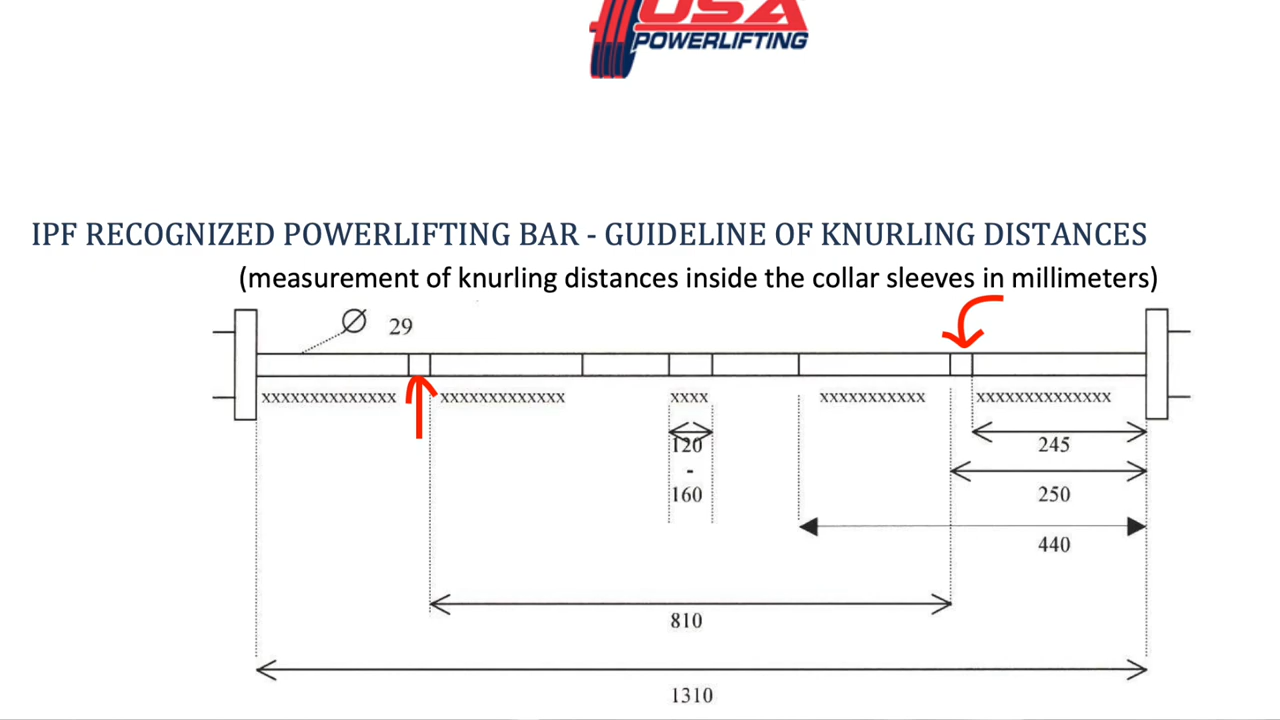 USA
POWERLIFTING
IPF RECOGNIZED POWERLIFTING BAR - GUIDELINE OF KNURLING DISTANCES
(measurement of knurling distances inside the collar sleeves in millimeters)
Ø 29
xxxxxxxxxxxxxx xxxxxxxxxxxxx xxxx xxxxxxxxxxx xxxxxxxxxxxxxx
120 245
-
160 250
440
810
1310